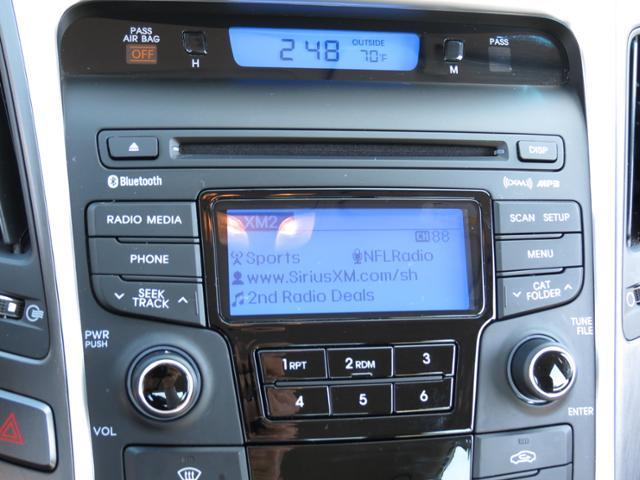 PASS AIR BAG
OFF
H
2:48
OUTSIDE
70°F
M
PASS
DISP
Bluetooth
XM MP3
RADIO MEDIA
XM2
CH 88
SCAN SETUP
PHONE
Sports
NFLRadio
MENU
www.SiriusXM.com/sh
SEEK
TRACK
2nd Radio Deals
CAT
FOLDER
PWR
PUSH
TUNE
FILE
1 RPT
2 RDM
3
4
5
6
VOL
ENTER